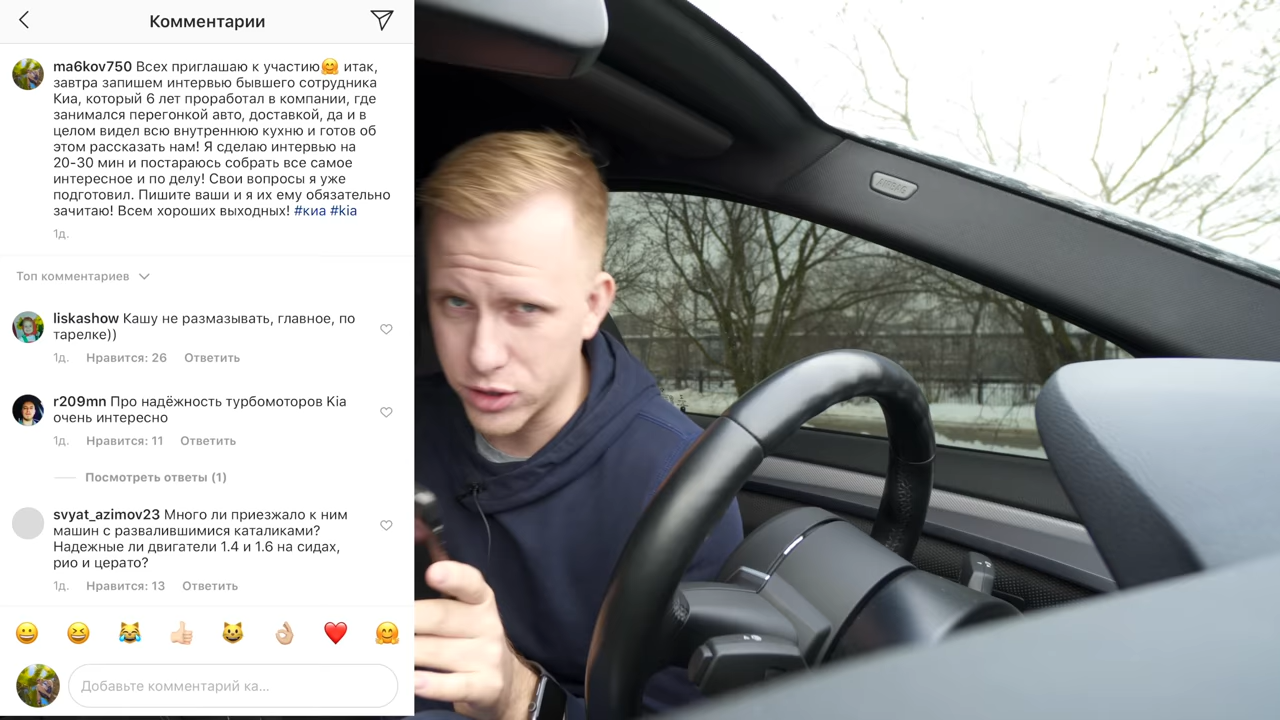 Комментарии
ma6kov750 Всех приглашаю к участию🤗 итак,
завтра запишем интервью бывшего сотрудника
Киа, который 6 лет проработал в компании, где
занимался перегонкой авто, доставкой, да и в
целом видел всю внутреннюю кухню и готов об
этом рассказать нам! Я сделаю интервью на
20-30 мин и постараюсь собрать все самое
интересное и по делу! Свои вопросы я уже
подготовил. Пишите ваши и я их ему обязательно
зачитаю! Всем хороших выходных! #киа #kia
1д.
Топ комментариев
liskashow Кашу не размазывать, главное, по
тарелке))
1д. Нравится: 26 Ответить
r209mn Про надёжность турбомоторов Kia
очень интересно
1д. Нравится: 11 Ответить
Посмотреть ответы (1)
svyat_azimov23 Много ли приезжало к ним
машин с развалившимися каталиками?
Надежные ли двигатели 1.4 и 1.6 на сидах,
рио и церато?
1д. Нравится: 13 Ответить
😀 😆 😹 👍🏻 😺 👌🏼 ❤️ 🤗
Добавьте комментарий ка...
AIRBAG